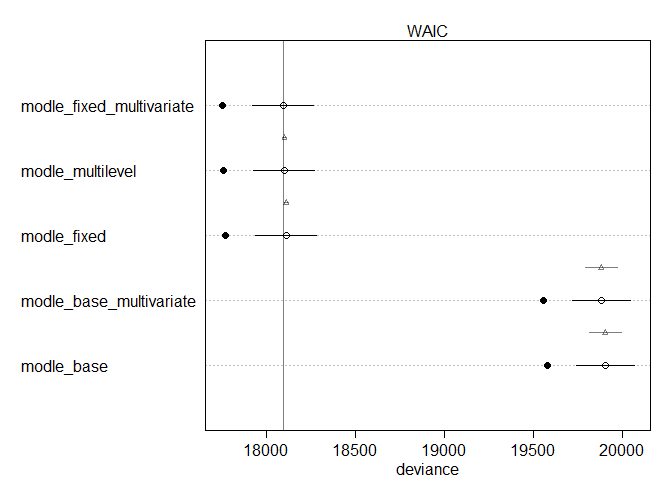 WAIC
modle_fixed_multivariate
modle_multilevel
modle_fixed
modle_base_multivariate
modle_base
18000 18500 19000 19500 20000
deviance